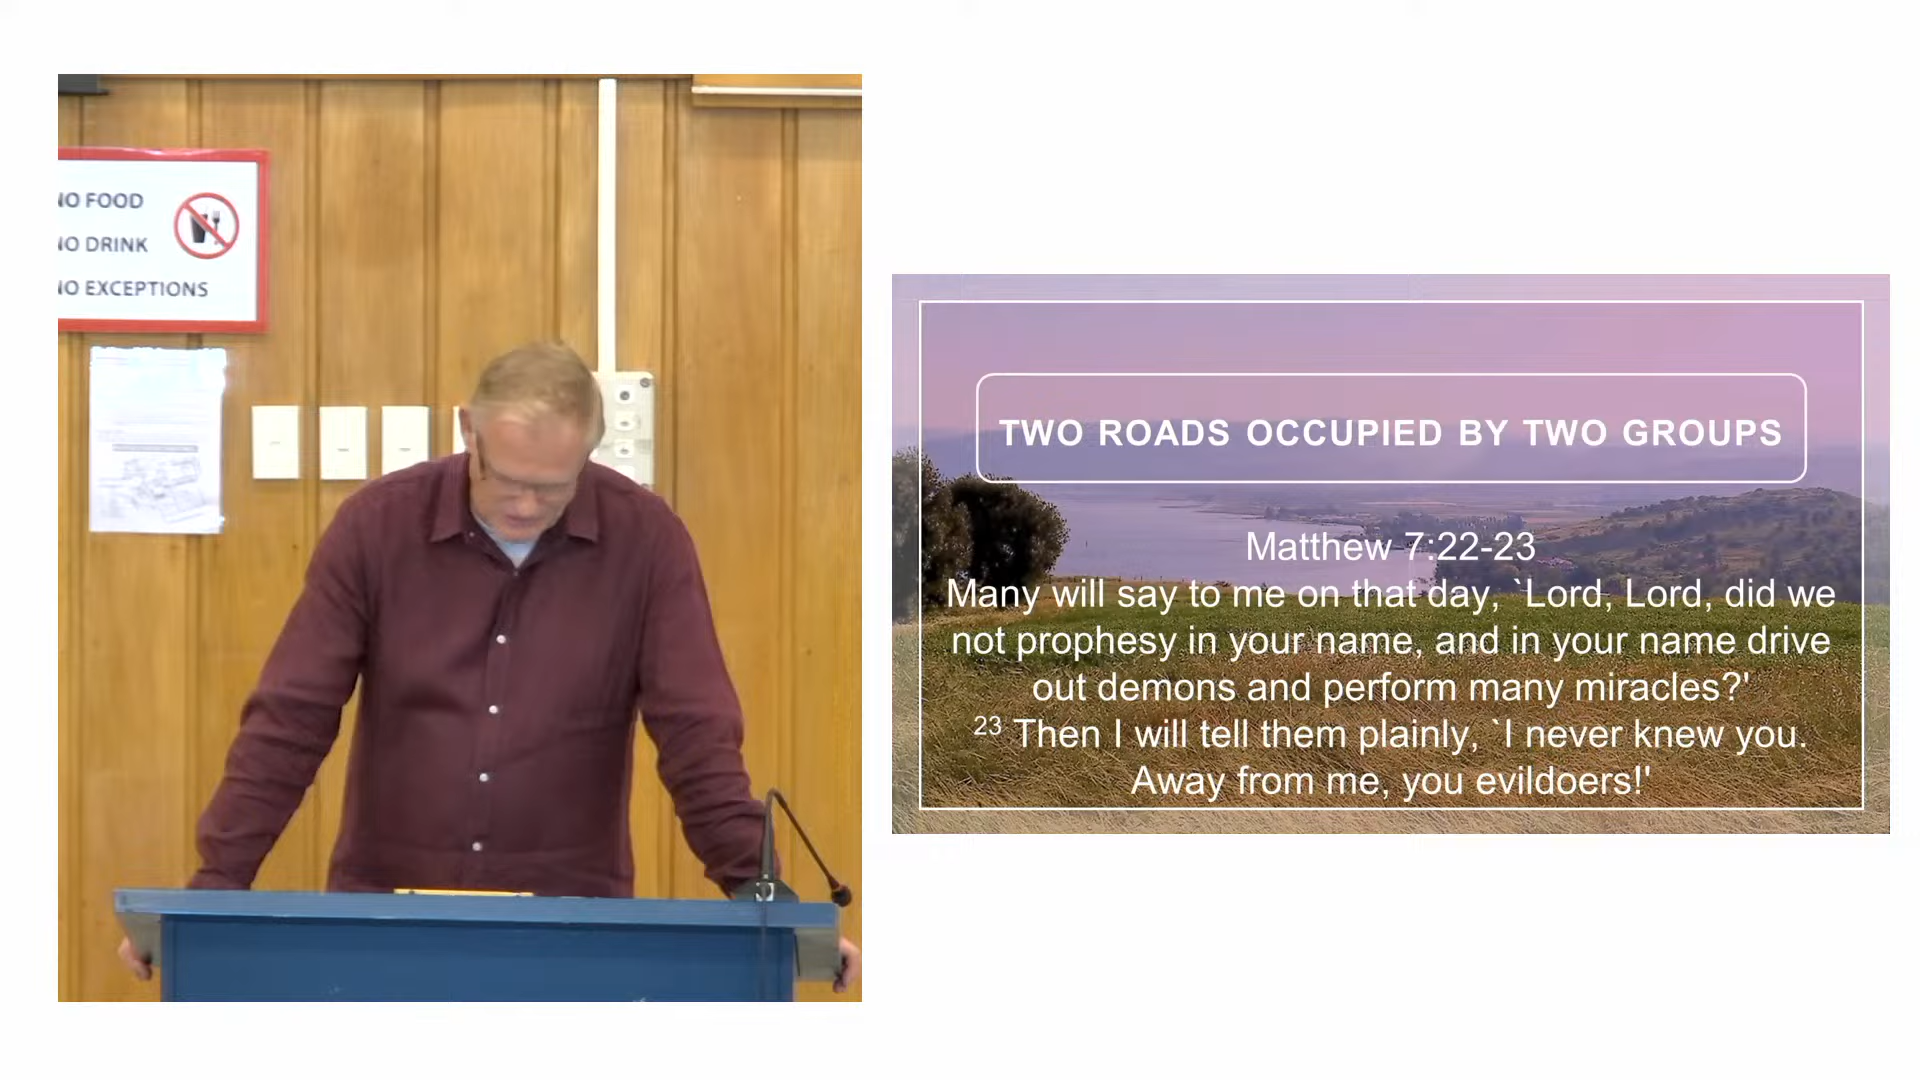 NO FOOD
NO DRINK
NO EXCEPTIONS
TWO ROADS OCCUPIED BY TWO GROUPS
Matthew 7:22-23
Many will say to me on that day, `Lord, Lord, did we
not prophesy in your name, and in your name drive
out demons and perform many miracles?'
23 Then I will tell them plainly, `I never knew you.
Away from me, you evildoers!'